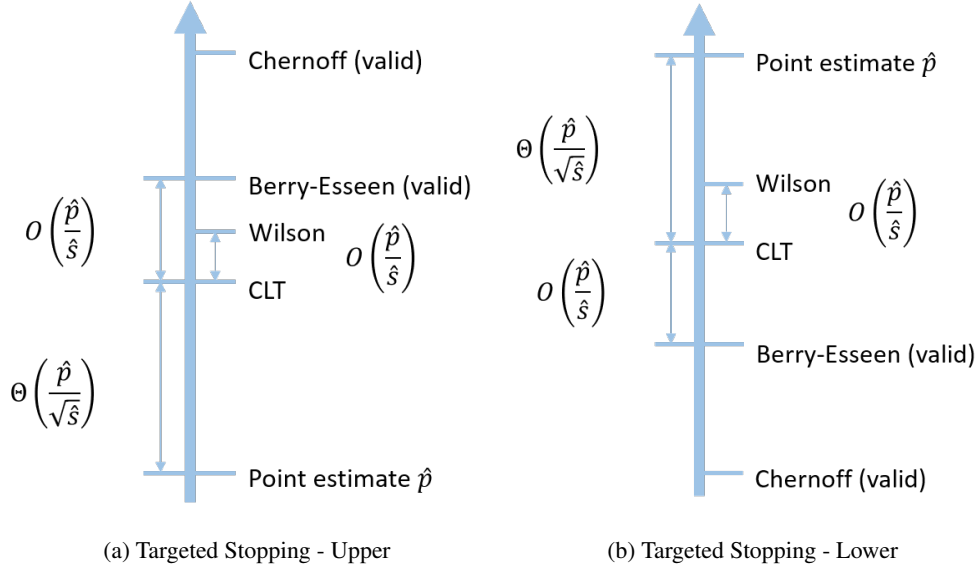 Chernoff (valid)
Berry-Esseen (valid)
O(p̂/ŝ)
Wilson
O(p̂/ŝ)
CLT
Θ(p̂/√ŝ)
Point estimate p̂
(a) Targeted Stopping - Upper
Point estimate p̂
Θ(p̂/√ŝ)
Wilson
O(p̂/ŝ)
CLT
O(p̂/ŝ)
Berry-Esseen (valid)
Chernoff (valid)
(b) Targeted Stopping - Lower